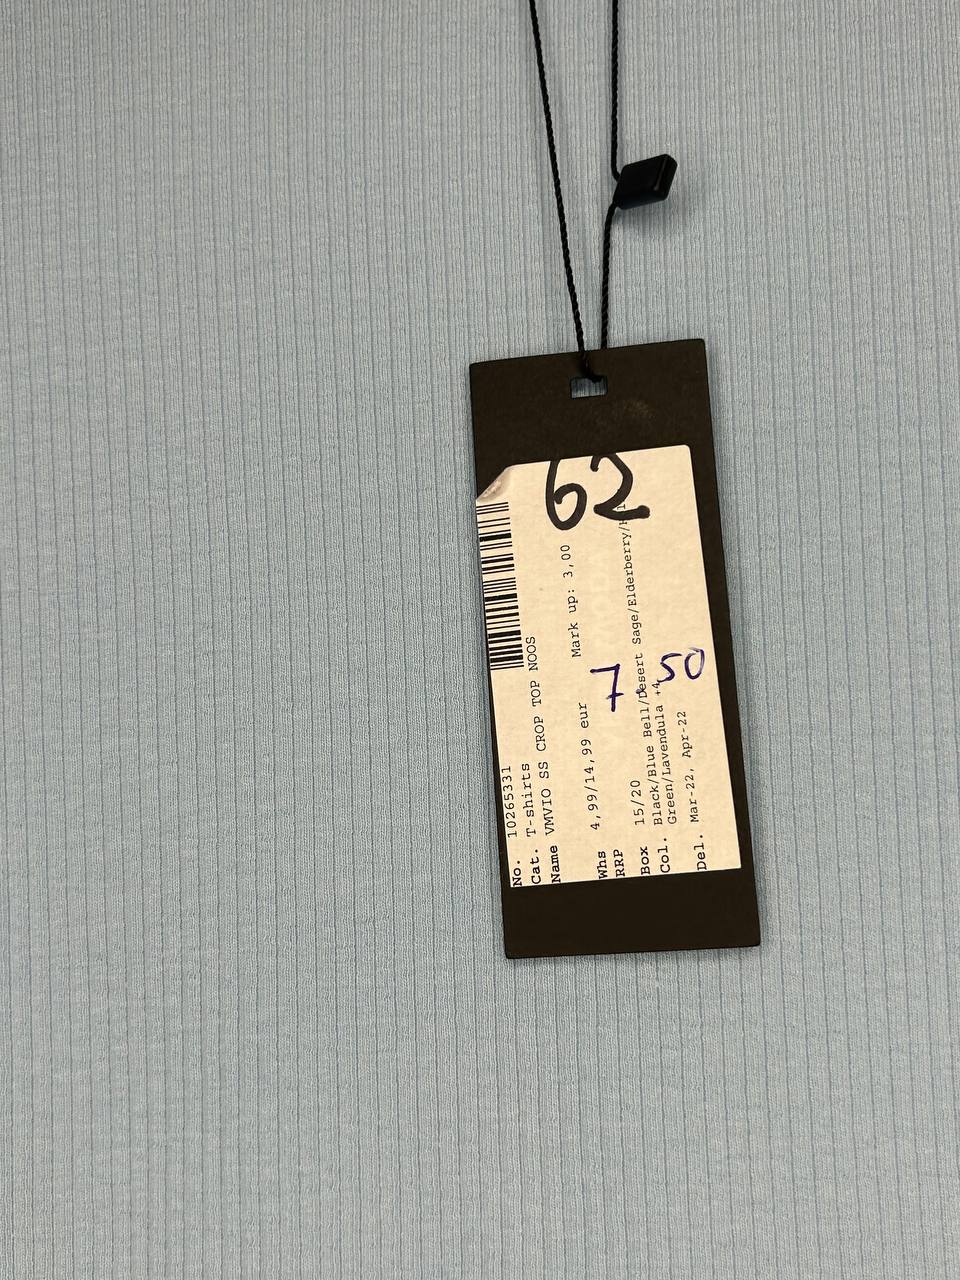 62
No. 10265331
Cat. T-shirts
Name VMVIO SS CROP TOP NOOS
Whs 4,99/14,99 eur Mark up: 3,00
RRP
7.50
Box 15/20
Col. Black/Blue Bell/Desert Sage/Elderberry/
Green/Lavendula +4
Del. Mar-22, Apr-22